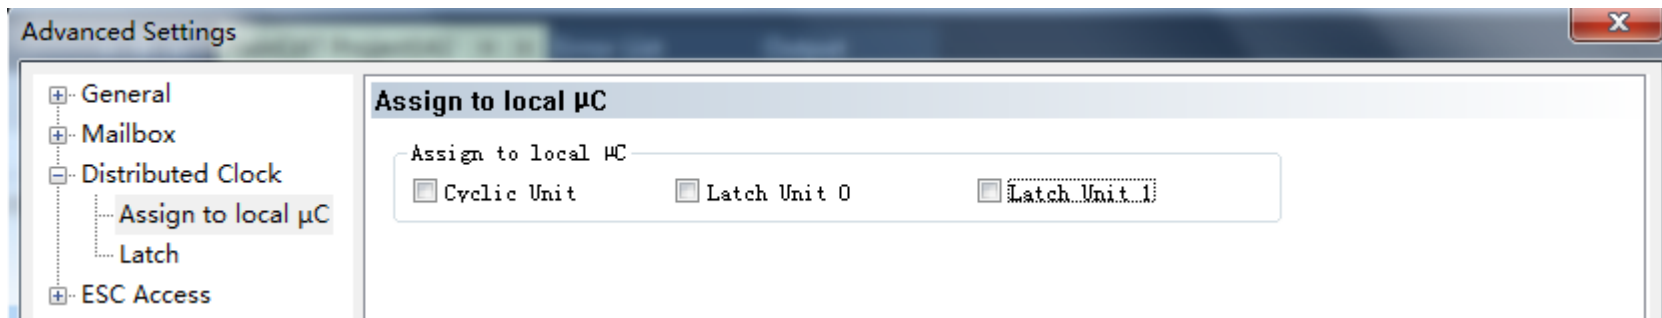 Advanced Settings
General
Mailbox
Distributed Clock
Assign to local µC
Latch
ESC Access
Assign to local µC
Assign to local µC
Cyclic Unit Latch Unit 0 Latch Unit 1